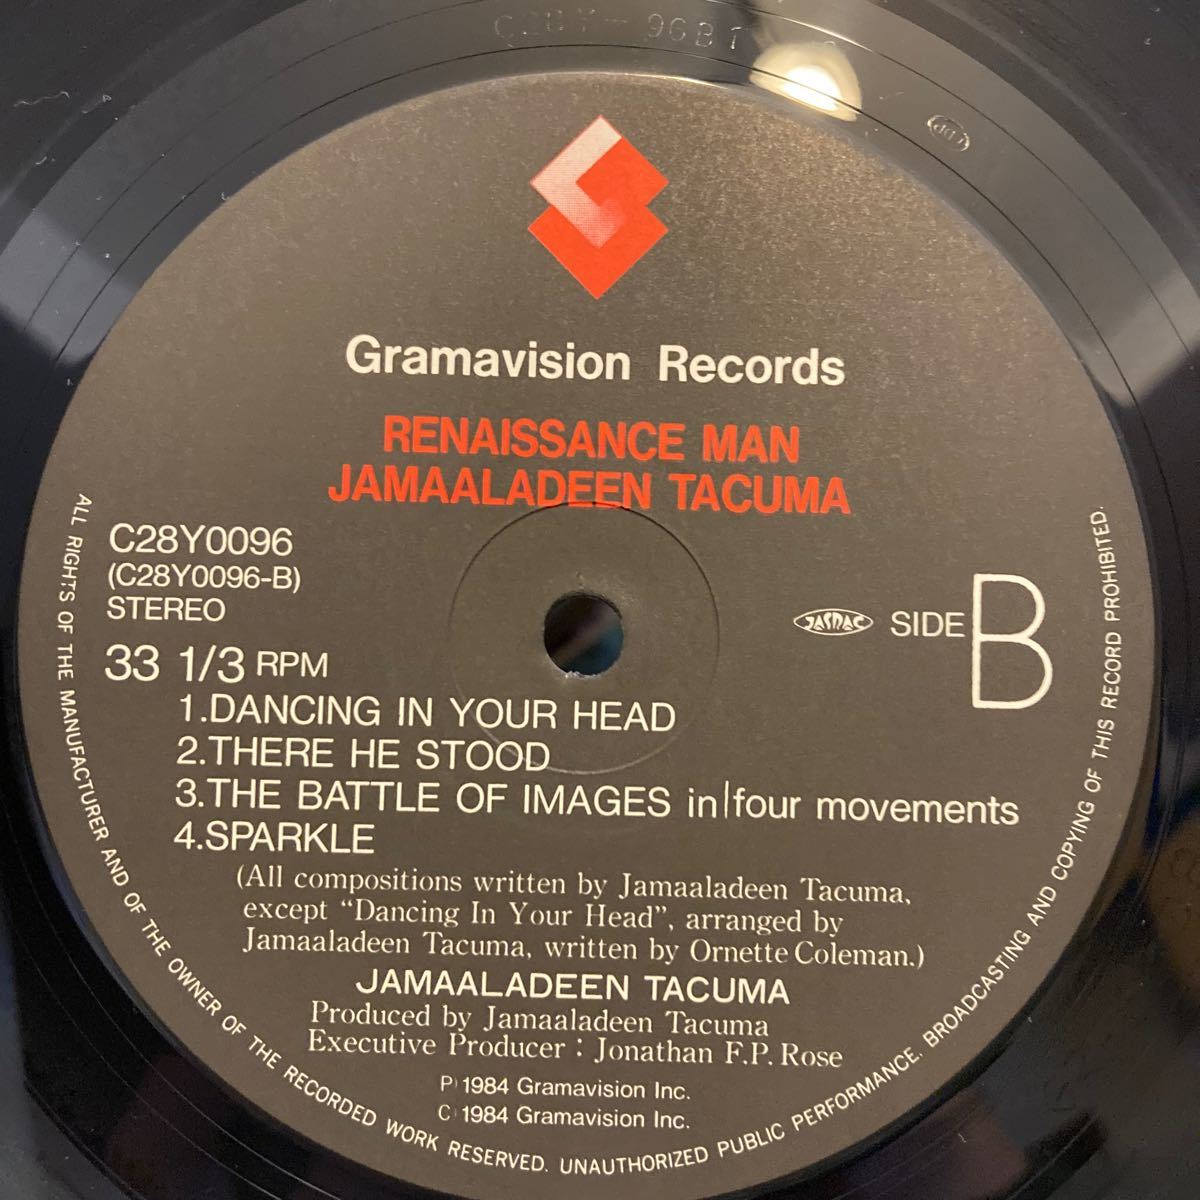 C28Y-96B1
Gramavision Records
RENAISSANCE MAN
JAMAALADEEN TACUMA
C28Y0096
(C28Y0096-B)
STEREO
33 1/3 RPM
JASRAC
SIDE B
1.DANCING IN YOUR HEAD
2.THERE HE STOOD
3.THE BATTLE OF IMAGES in|four movements
4.SPARKLE
(All compositions written by Jamaaladeen Tacuma,
except “Dancing In Your Head”, arranged by
Jamaaladeen Tacuma, written by Ornette Coleman.)
JAMAALADEEN TACUMA
Produced by Jamaaladeen Tacuma
Executive Producer : Jonathan F.P. Rose
P 1984 Gramavision Inc.
C 1984 Gramavision Inc.
ALL RIGHTS OF THE MANUFACTURER AND OF THE OWNER OF THE RECORDED WORK RESERVED. UNAUTHORIZED PUBLIC PERFORMANCE. BROADCASTING AND COPYING OF THIS RECORD PROHIBITED.